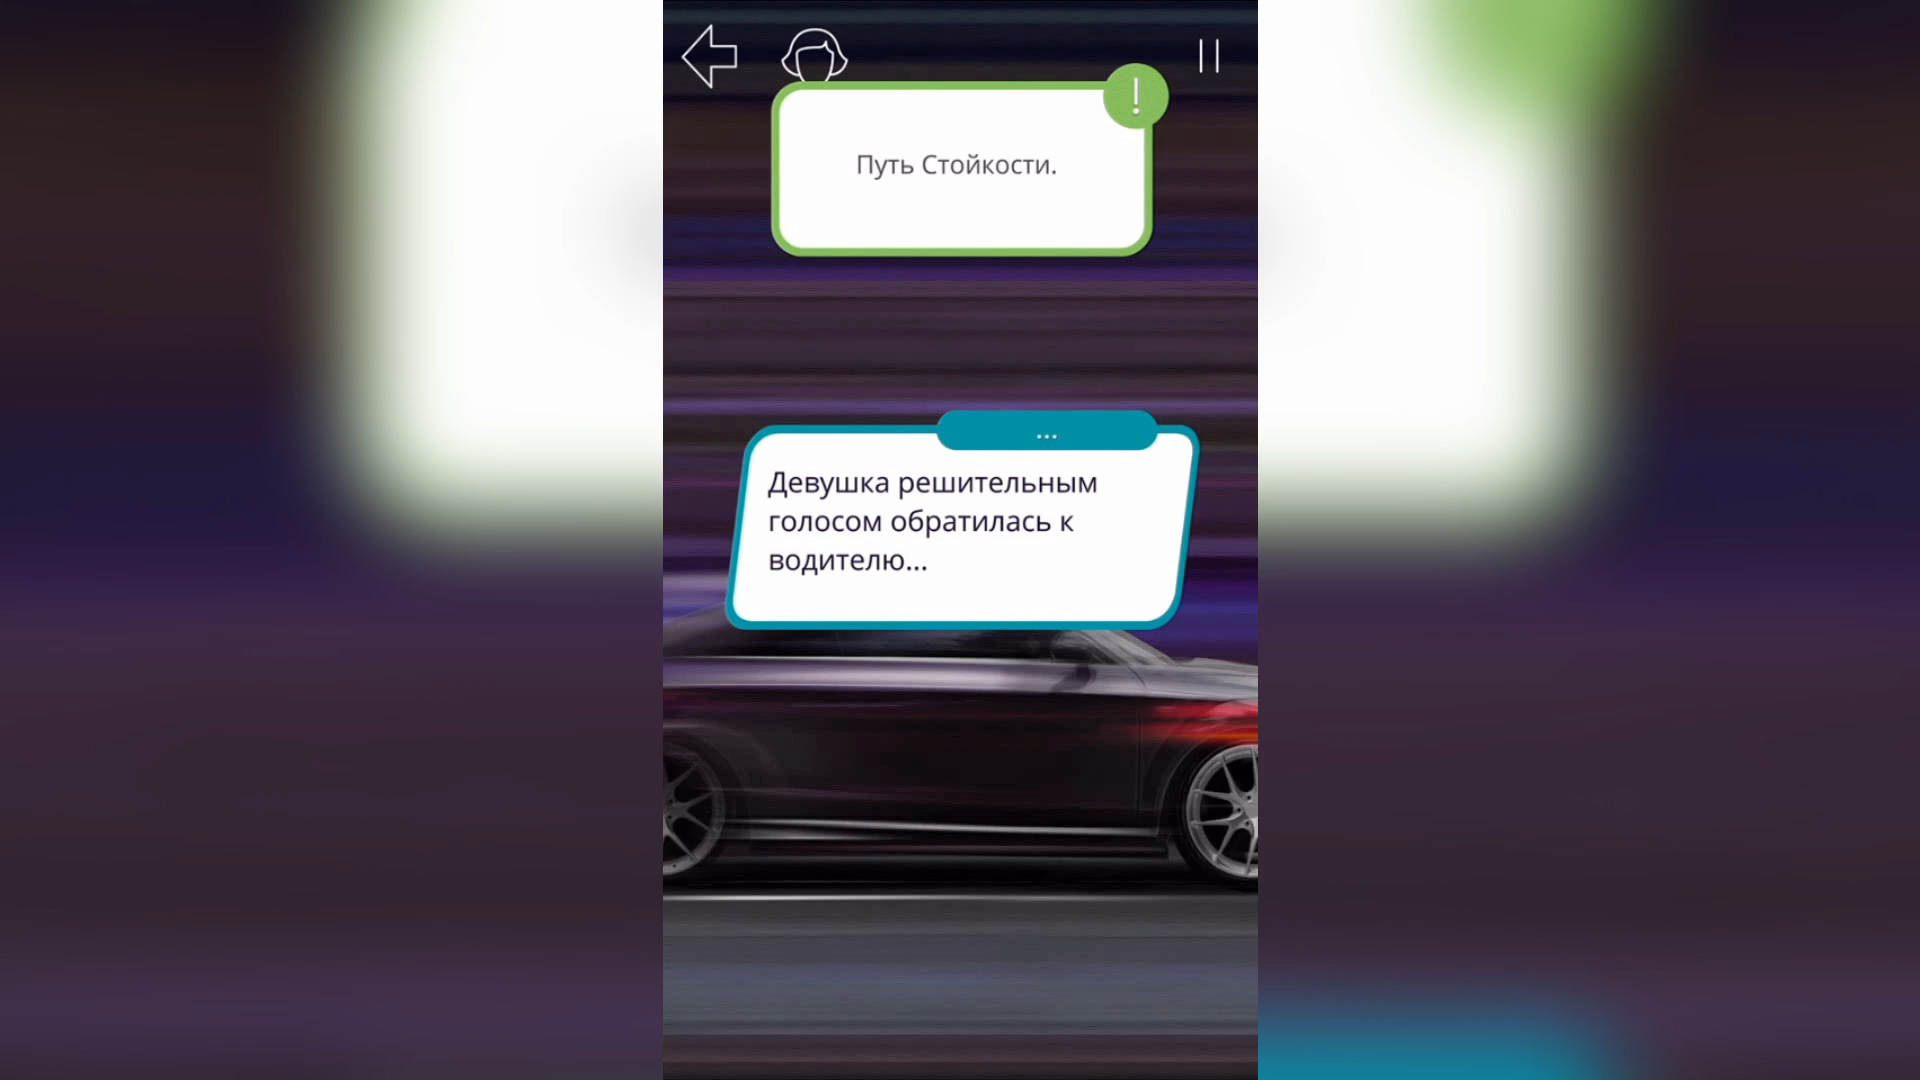 !
Путь Стойкости.
...
Девушка решительным
голосом обратилась к
водителю...